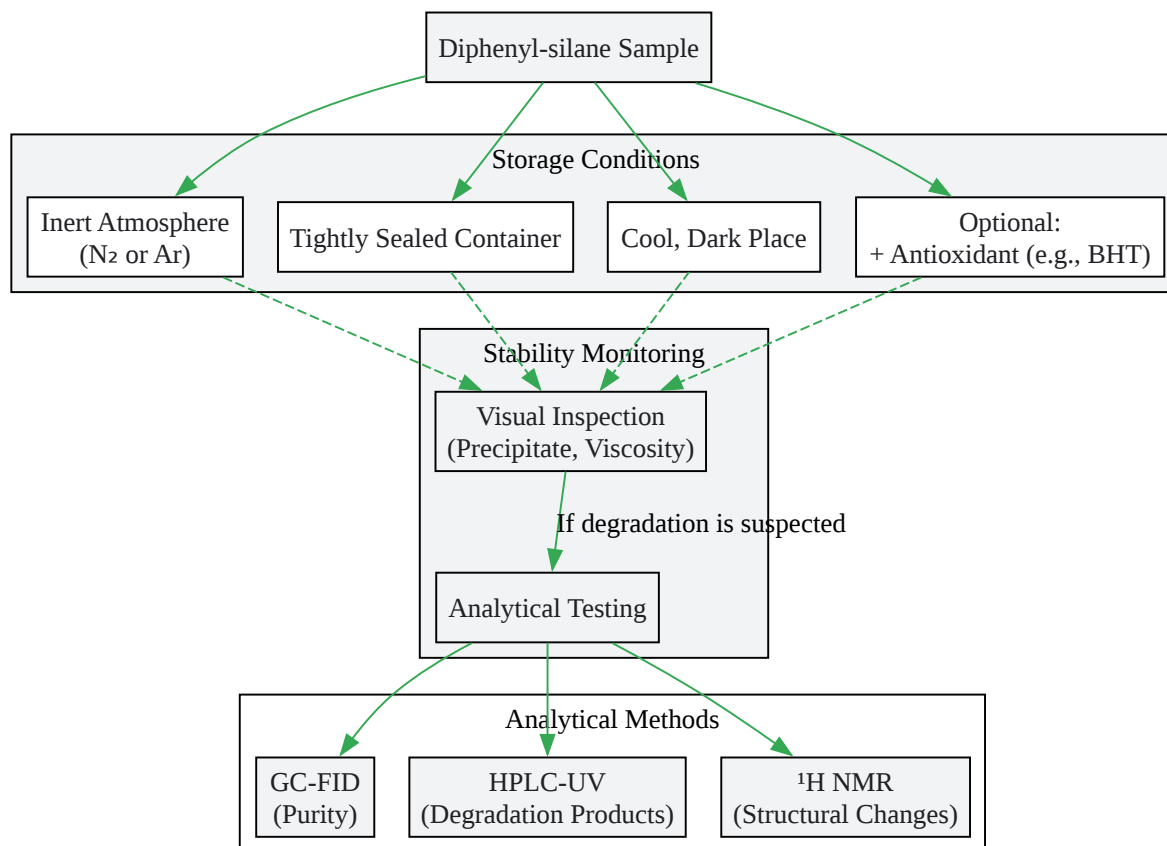 Diphenyl-silane Sample
Storage Conditions
Inert Atmosphere
(N₂ or Ar)
Tightly Sealed Container
Cool, Dark Place
Optional:
+ Antioxidant (e.g., BHT)
Stability Monitoring
Visual Inspection
(Precipitate, Viscosity)
If degradation is suspected
Analytical Testing
Analytical Methods
GC-FID
(Purity)
HPLC-UV
(Degradation Products)
¹H NMR
(Structural Changes)